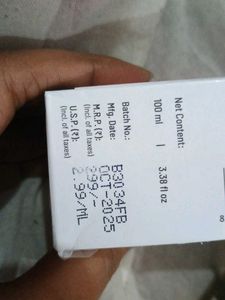 Net Content:
100 ml | 3.38 fl oz
Batch No.: B3034FB
Mfg. Date: OCT-2025
M.R.P.(₹): 299/-
(Incl. of all taxes)
U.S.P.(₹): 2.99/ML
(Incl. of all taxes)